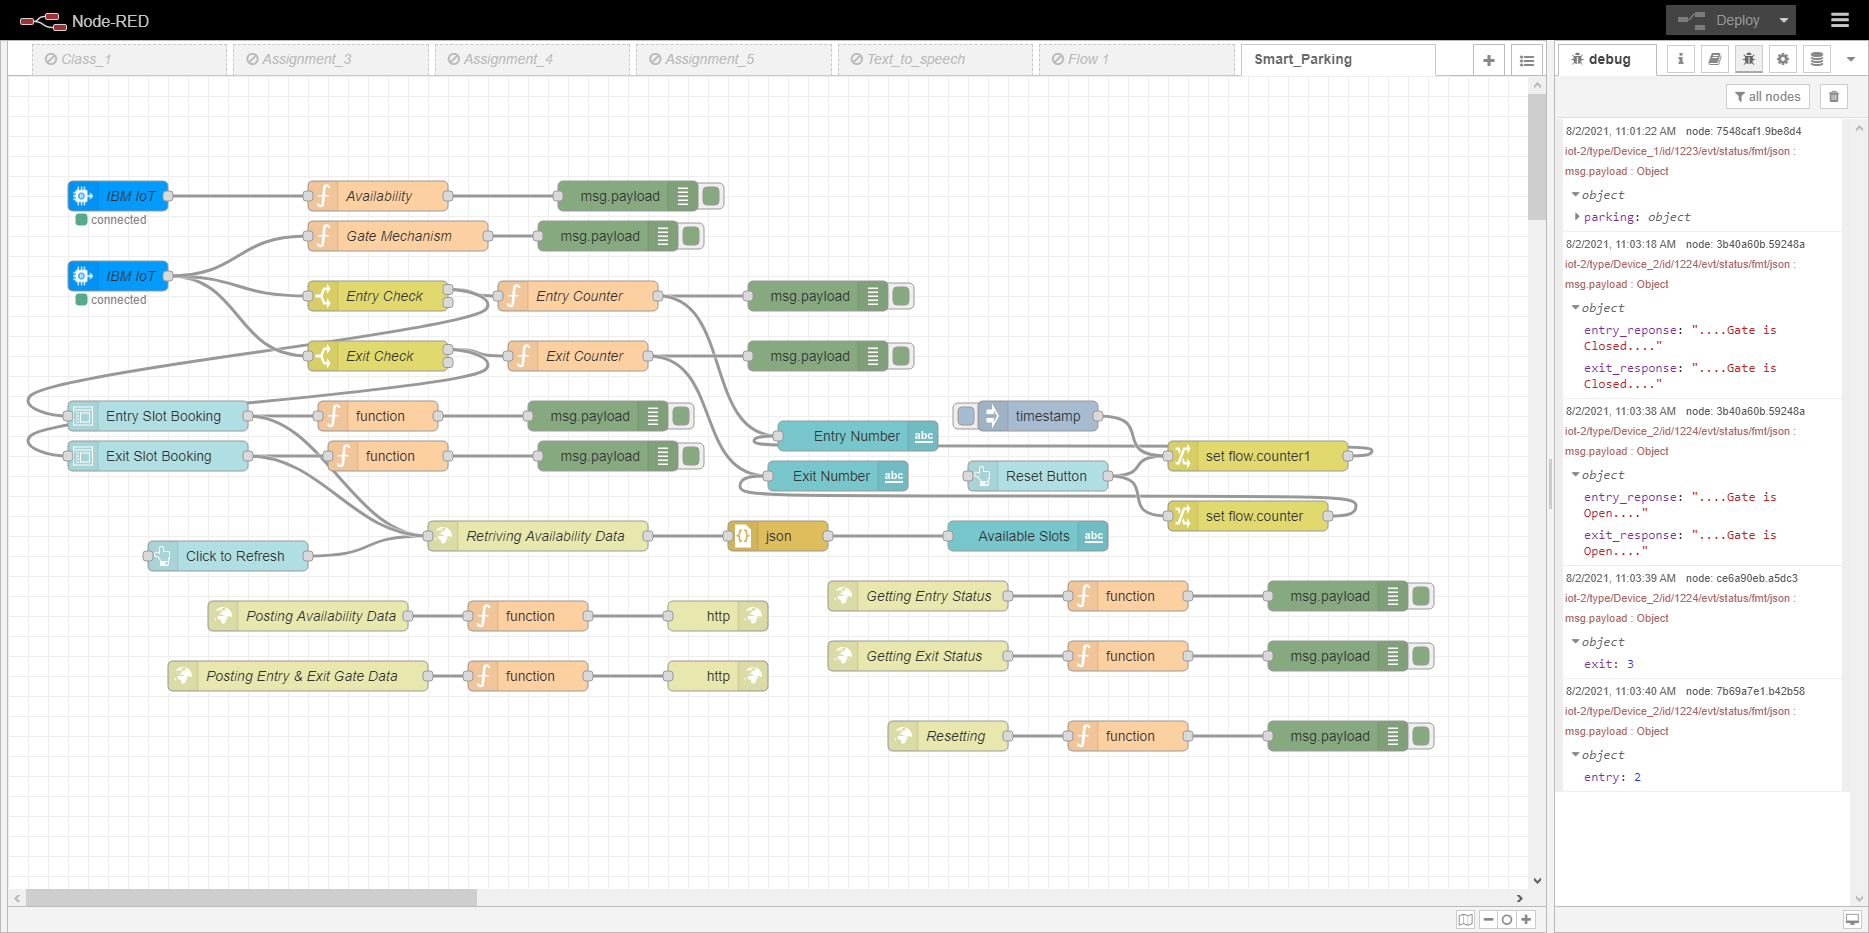 Node-RED
Deploy
Class_1
Assignment_3
Assignment_4
Assignment_5
Text_to_speech
Flow 1
Smart_Parking
IBM IoT
connected
Availability
msg.payload
Gate Mechanism
msg.payload
IBM IoT
connected
Entry Check
Entry Counter
msg.payload
Exit Check
Exit Counter
msg.payload
Entry Slot Booking
function
msg.payload
Exit Slot Booking
function
msg.payload
Entry Number
abc
Exit Number
abc
timestamp
Reset Button
set flow.counter1
set flow.counter
Retriving Availability Data
json
Available Slots
abc
Click to Refresh
Posting Availability Data
function
http
Posting Entry & Exit Gate Data
function
http
Getting Entry Status
function
msg.payload
Getting Exit Status
function
msg.payload
Resetting
function
msg.payload
debug
all nodes
8/2/2021, 11:01:22 AM node: 7548caf1.9be8d4
iot-2/type/Device_1/id/1223/evt/status/fmt/json :
msg.payload : Object
object
parking: object
8/2/2021, 11:03:18 AM node: 3b40a60b.59248a
iot-2/type/Device_2/id/1224/evt/status/fmt/json :
msg.payload : Object
object
entry_reponse: "....Gate is
Closed...."
exit_response: "....Gate is
Closed...."
8/2/2021, 11:03:38 AM node: 3b40a60b.59248a
iot-2/type/Device_2/id/1224/evt/status/fmt/json :
msg.payload : Object
object
entry_reponse: "....Gate is
Open...."
exit_response: "....Gate is
Open...."
8/2/2021, 11:03:39 AM node: ce6a90eb.a5dc3
iot-2/type/Device_2/id/1224/evt/status/fmt/json :
msg.payload : Object
object
exit: 3
8/2/2021, 11:03:40 AM node: 7b69a7e1.b42b58
iot-2/type/Device_2/id/1224/evt/status/fmt/json :
msg.payload : Object
object
entry: 2